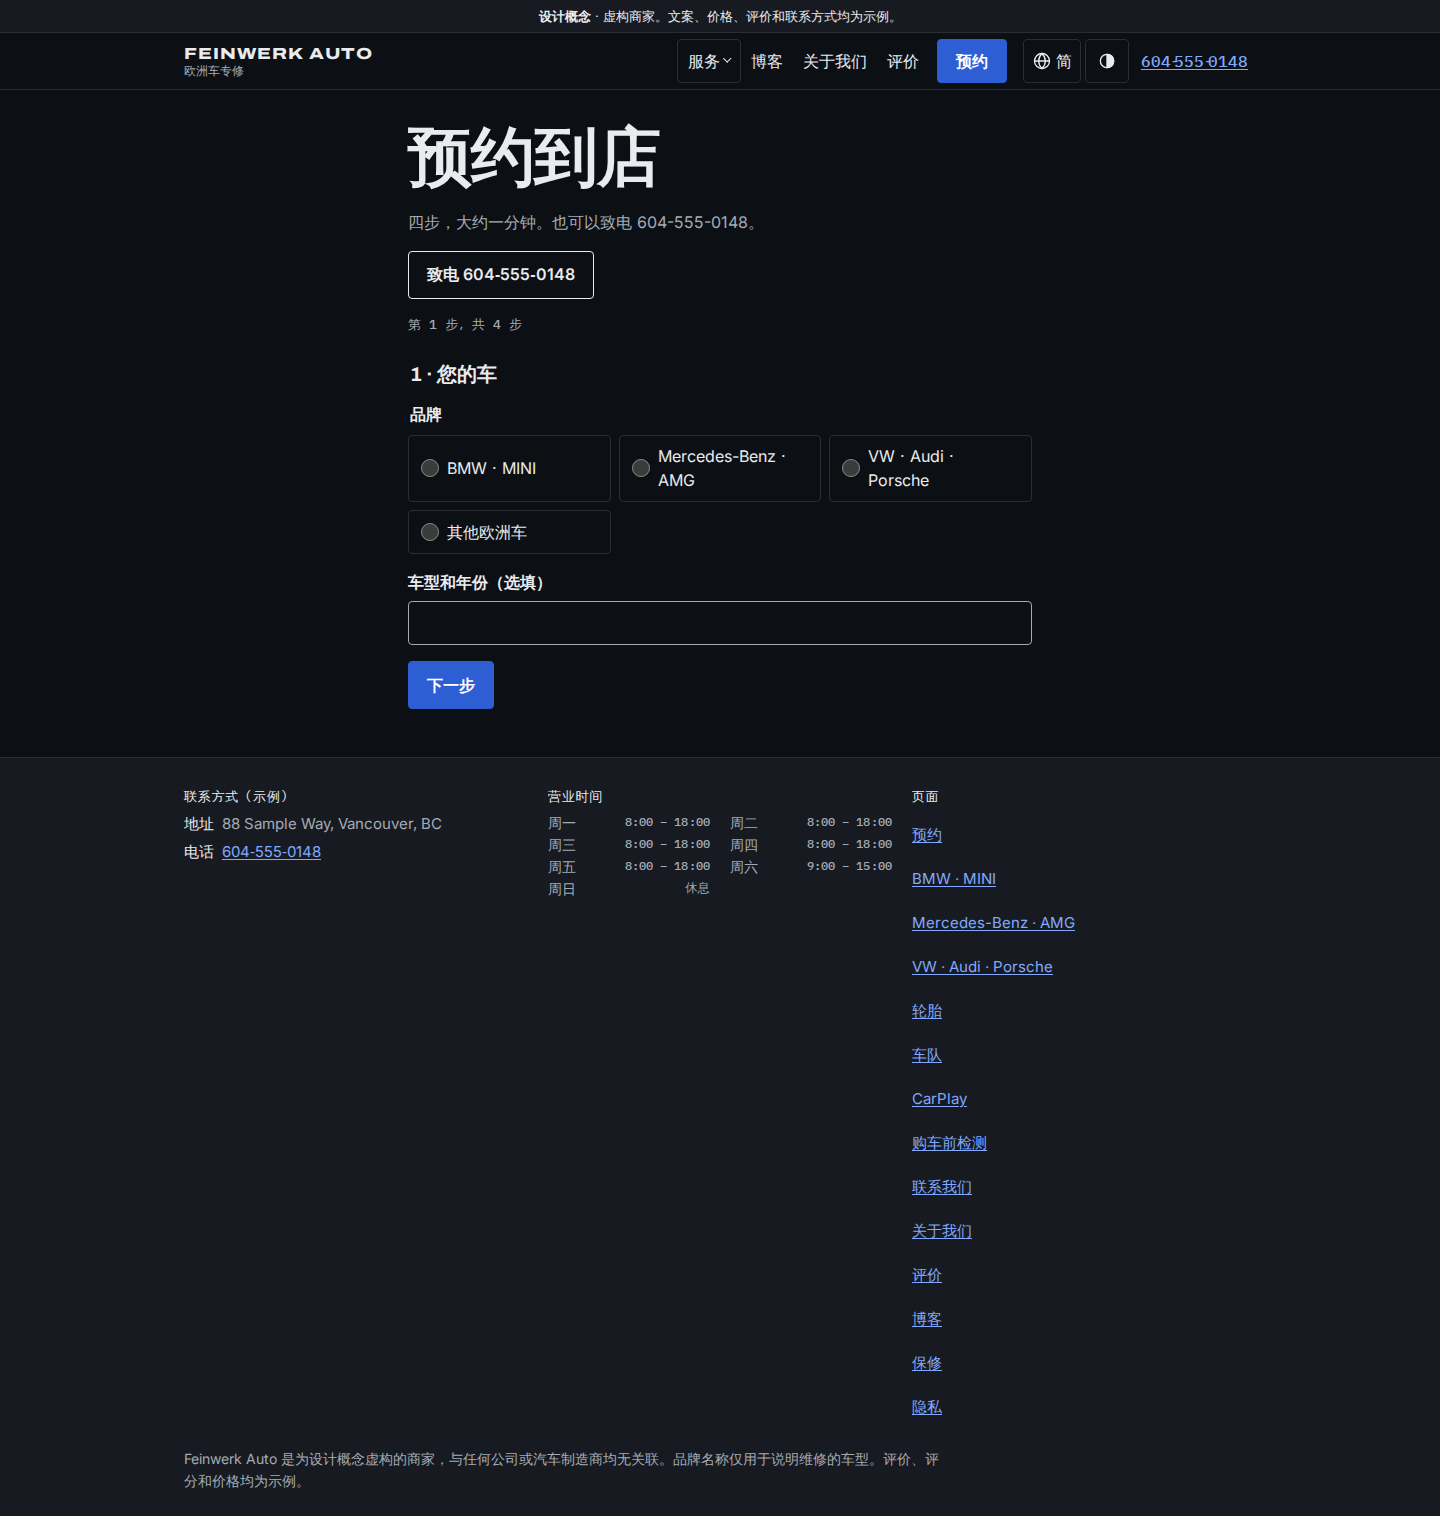 设计概念 · 虚构商家。文案、价格、评价和联系方式均为示例。
FEINWERK AUTO
欧洲车专修
服务 博客 关于我们 评价 预约 简 604-555-0148
预约到店
四步，大约一分钟。也可以致电 604-555-0148。
致电 604-555-0148
第 1 步，共 4 步
1 · 您的车
品牌
BMW · MINI
Mercedes-Benz · AMG
VW · Audi · Porsche
其他欧洲车
车型和年份（选填）
下一步
联系方式（示例）
地址 88 Sample Way, Vancouver, BC
电话 604-555-0148
营业时间
周一 8:00 – 18:00 周二 8:00 – 18:00
周三 8:00 – 18:00 周四 8:00 – 18:00
周五 8:00 – 18:00 周六 9:00 – 15:00
周日 休息
页面
预约
BMW · MINI
Mercedes-Benz · AMG
VW · Audi · Porsche
轮胎
车队
CarPlay
购车前检测
联系我们
关于我们
评价
博客
保修
隐私
Feinwerk Auto 是为设计概念虚构的商家，与任何公司或汽车制造商均无关联。品牌名称仅用于说明维修的车型。评价、评
分和价格均为示例。